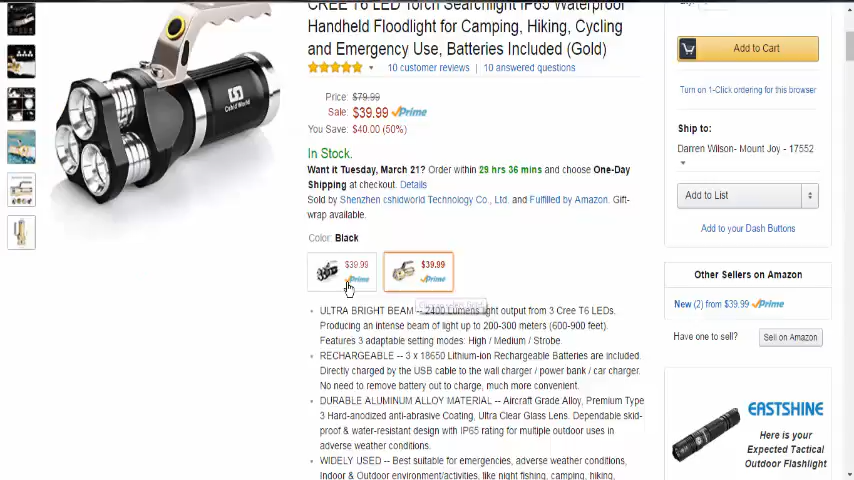 CREE T6 LED Torch Searchlight IP65 Waterproof
Handheld Floodlight for Camping, Hiking, Cycling
and Emergency Use, Batteries Included (Gold)
10 customer reviews | 10 answered questions
Price: $79.99
Sale: $39.99 Prime
You Save: $40.00 (50%)
In Stock.
Want it Tuesday, March 21? Order within 29 hrs 36 mins and choose One-Day
Shipping at checkout. Details
Sold by Shenzhen cshidworld Technology Co., Ltd. and Fulfilled by Amazon. Gift-
wrap available.
Color: Black
$39.99
Prime
$39.99
Prime
ULTRA BRIGHT BEAM -- 2400 Lumens light output from 3 Cree T6 LEDs.
Producing an intense beam of light up to 200-300 meters (600-900 feet).
Features 3 adaptable setting modes: High / Medium / Strobe.
RECHARGEABLE -- 3 x 18650 Lithium-ion Rechargeable Batteries are included.
Directly charged by the USB cable to the wall charger / power bank / car charger.
No need to remove battery out to charge, much more convenient.
DURABLE ALUMINUM ALLOY MATERIAL -- Aircraft Grade Alloy, Premium Type
3 Hard-anodized anti-abrasive Coating, Ultra Clear Glass Lens. Dependable skid-
proof & water-resistant design with IP65 rating for multiple outdoor uses in
adverse weather conditions.
WIDELY USED -- Best suitable for emergencies, adverse weather conditions,
Indoor & Outdoor environment/activities, like night fishing, camping, hiking,
Add to Cart
Turn on 1-Click ordering for this browser
Ship to:
Darren Wilson- Mount Joy - 17552
Add to List
Add to your Dash Buttons
Other Sellers on Amazon
New (2) from $39.99 Prime
Have one to sell?
Sell on Amazon
EASTSHINE
Here is your
Expected Tactical
Outdoor Flashlight
Cshid World